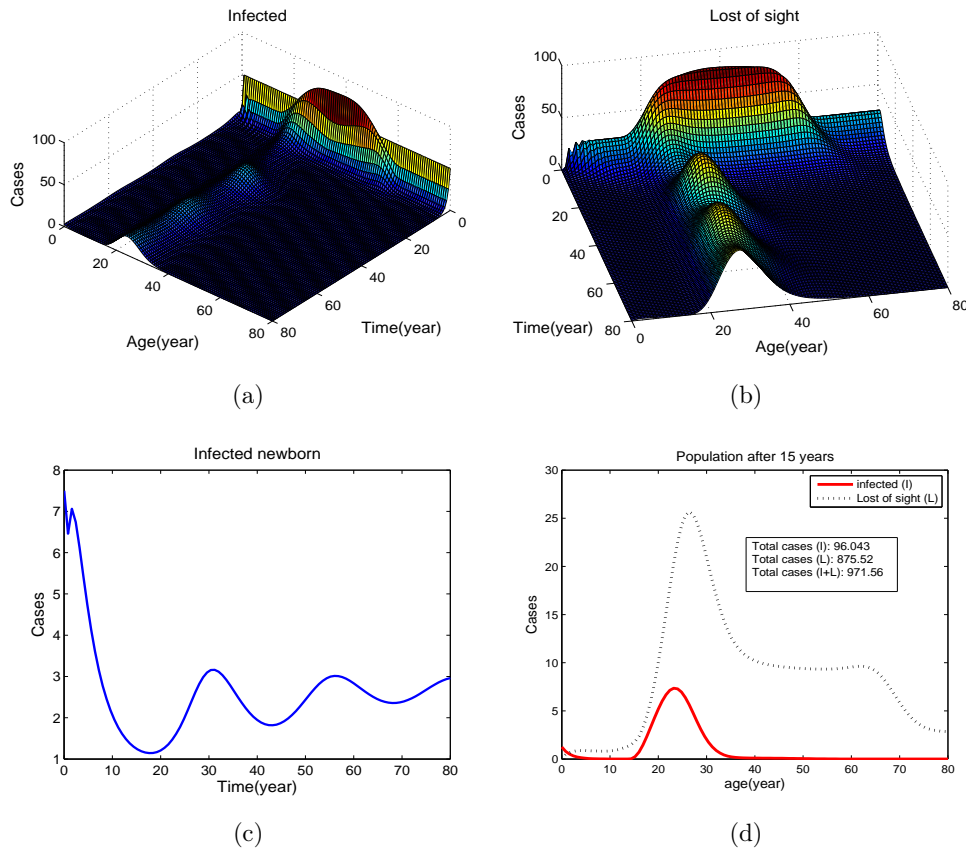 Infected
100
50
0
Cases
0
20
40
60
80
Age(year)
80
60
40
20
0
Time(year)
(a)
Lost of sight
100
50
0
Cases
0
20
40
60
80
Time(year)
0
20
40
60
80
Age(year)
(b)
Infected newborn
8
7
6
5
4
3
2
1
Cases
0 10 20 30 40 50 60 70 80
Time(year)
(c)
Population after 15 years
30
25
20
15
10
5
0
Cases
infected (I)
Lost of sight (L)
Total cases (I): 96.043
Total cases (L): 875.52
Total cases (I+L): 971.56
0 10 20 30 40 50 60 70 80
age(year)
(d)